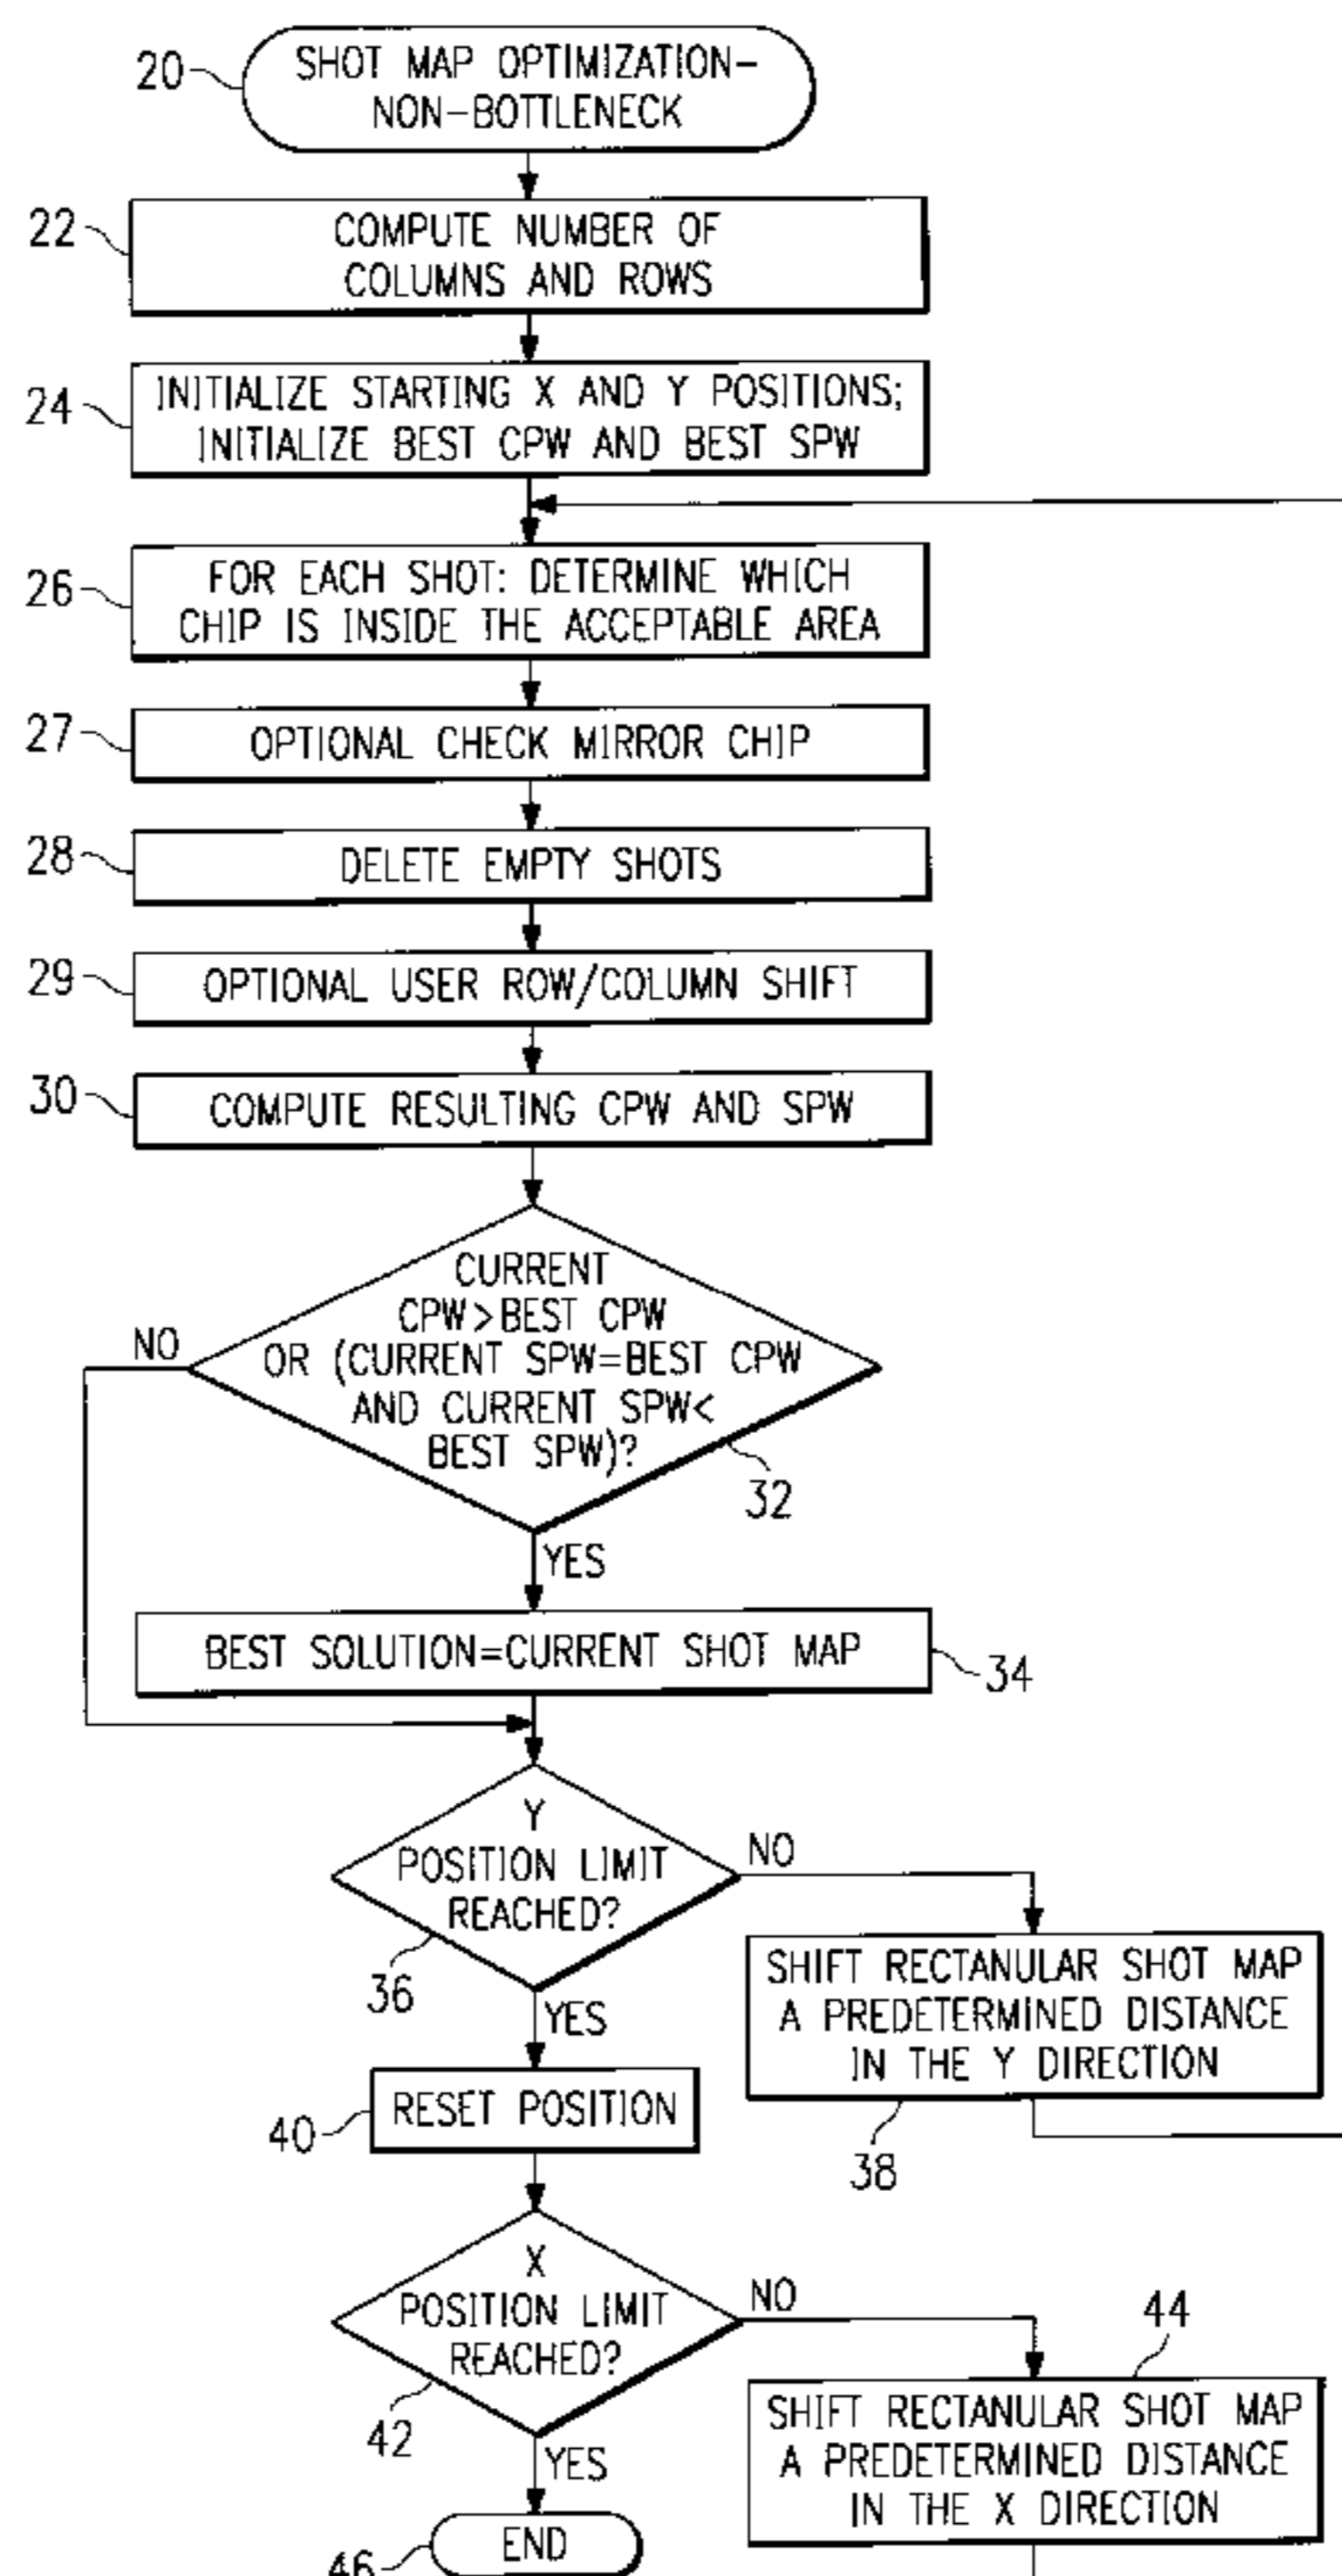 20
SHOT MAP OPTIMIZATION-
NON-BOTTLENECK
22
COMPUTE NUMBER OF
COLUMNS AND ROWS
24
INITIALIZE STARTING X AND Y POSITIONS;
INITIALIZE BEST CPW AND BEST SPW
26
FOR EACH SHOT: DETERMINE WHICH
CHIP IS INSIDE THE ACCEPTABLE AREA
27
OPTIONAL CHECK MIRROR CHIP
28
DELETE EMPTY SHOTS
29
OPTIONAL USER ROW/COLUMN SHIFT
30
COMPUTE RESULTING CPW AND SPW
CURRENT
CPW>BEST CPW
OR (CURRENT SPW=BEST CPW
AND CURRENT SPW<
BEST SPW)?
NO
32
YES
BEST SOLUTION=CURRENT SHOT MAP
34
Y
POSITION LIMIT
REACHED?
NO
36
YES
SHIFT RECTANULAR SHOT MAP
A PREDETERMINED DISTANCE
IN THE Y DIRECTION
38
RESET POSITION
40
X
POSITION LIMIT
REACHED?
NO
42
YES
44
SHIFT RECTANULAR SHOT MAP
A PREDETERMINED DISTANCE
IN THE X DIRECTION
END
46